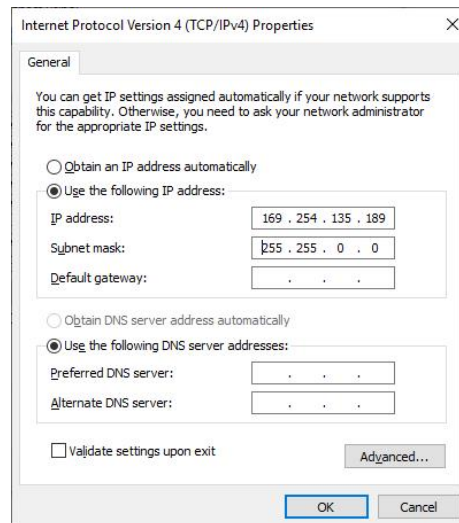 Internet Protocol Version 4 (TCP/IPv4) Properties
General
You can get IP settings assigned automatically if your network supports
this capability. Otherwise, you need to ask your network administrator
for the appropriate IP settings.
Obtain an IP address automatically
Use the following IP address:
IP address: 169 . 254 . 135 . 189
Subnet mask: 255 . 255 . 0 . 0
Default gateway: . . .
Obtain DNS server address automatically
Use the following DNS server addresses:
Preferred DNS server: . . .
Alternate DNS server: . . .
Validate settings upon exit
Advanced...
OK Cancel